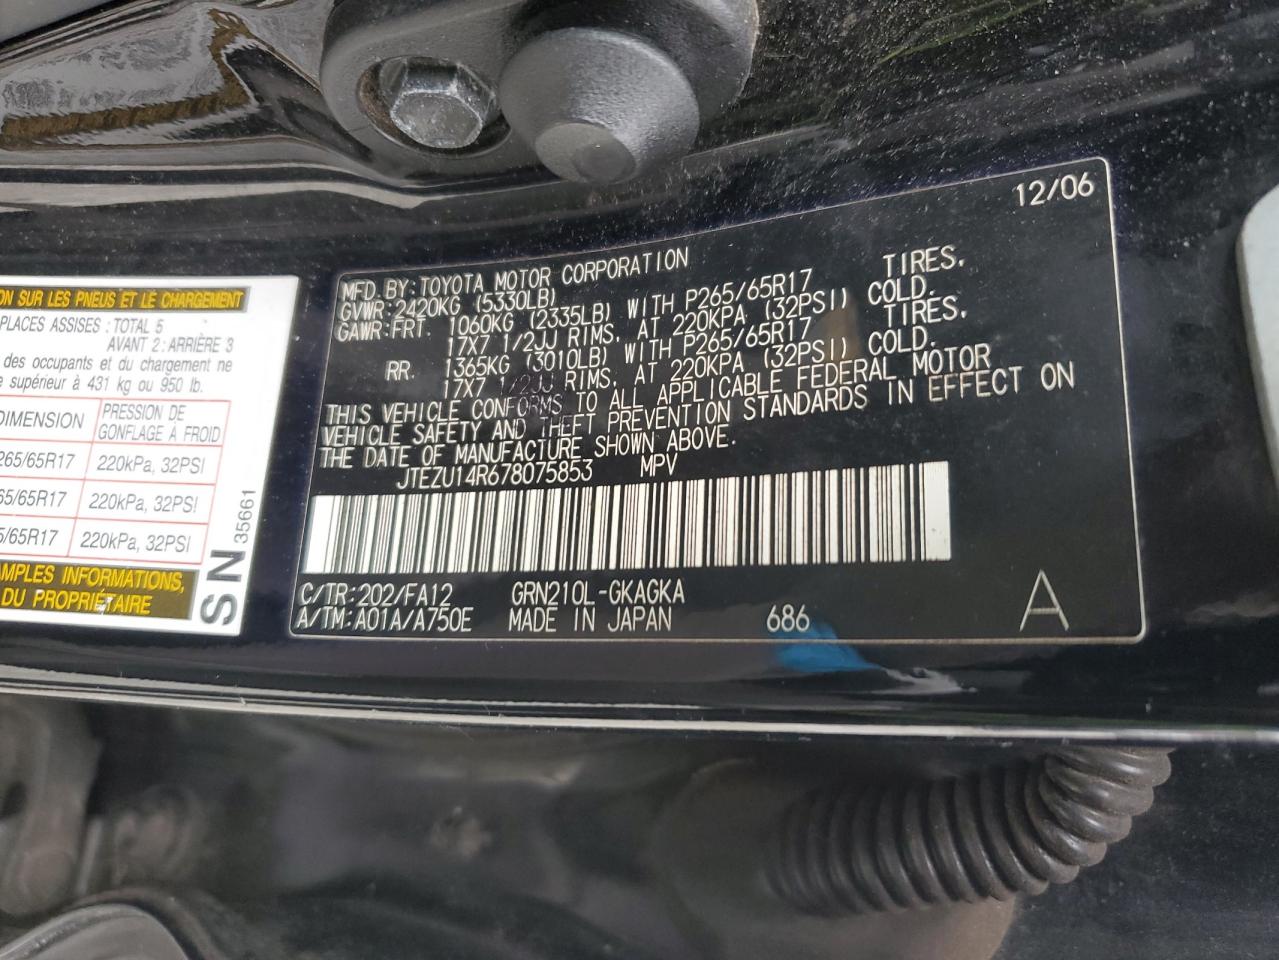 ON SUR LES PNEUS ET LE CHARGEMENT
PLACES ASSISES : TOTAL 5
AVANT 2 : ARRIÈRE 3
des occupants et du chargement ne
supérieur à 431 kg ou 950 lb.
DIMENSION
PRESSION DE
GONFLAGE À FROID
265/65R17 220kPa, 32PSI
65/65R17 220kPa, 32PSI
5/65R17 220kPa, 32PSI
AMPLES INFORMATIONS,
DU PROPRIÉTAIRE
SN 35661
12/06
MFD. BY: TOYOTA MOTOR CORPORATION
GVWR: 2420KG (5330LB)
GAWR: FRT. 1060KG (2335LB) WITH P265/65R17 TIRES,
17X7 1/2JJ RIMS, AT 220KPA (32PSI) COLD.
RR. 1365KG (3010LB) WITH P265/65R17 TIRES,
17X7 1/2JJ RIMS, AT 220KPA (32PSI) COLD.
THIS VEHICLE CONFORMS TO ALL APPLICABLE FEDERAL MOTOR
VEHICLE SAFETY AND THEFT PREVENTION STANDARDS IN EFFECT ON
THE DATE OF MANUFACTURE SHOWN ABOVE.
JTEZU14R678075853 MPV
C/TR: 202/FA12 GRN210L-GKAGKA
A/TM: A01A/A750E MADE IN JAPAN 686 A